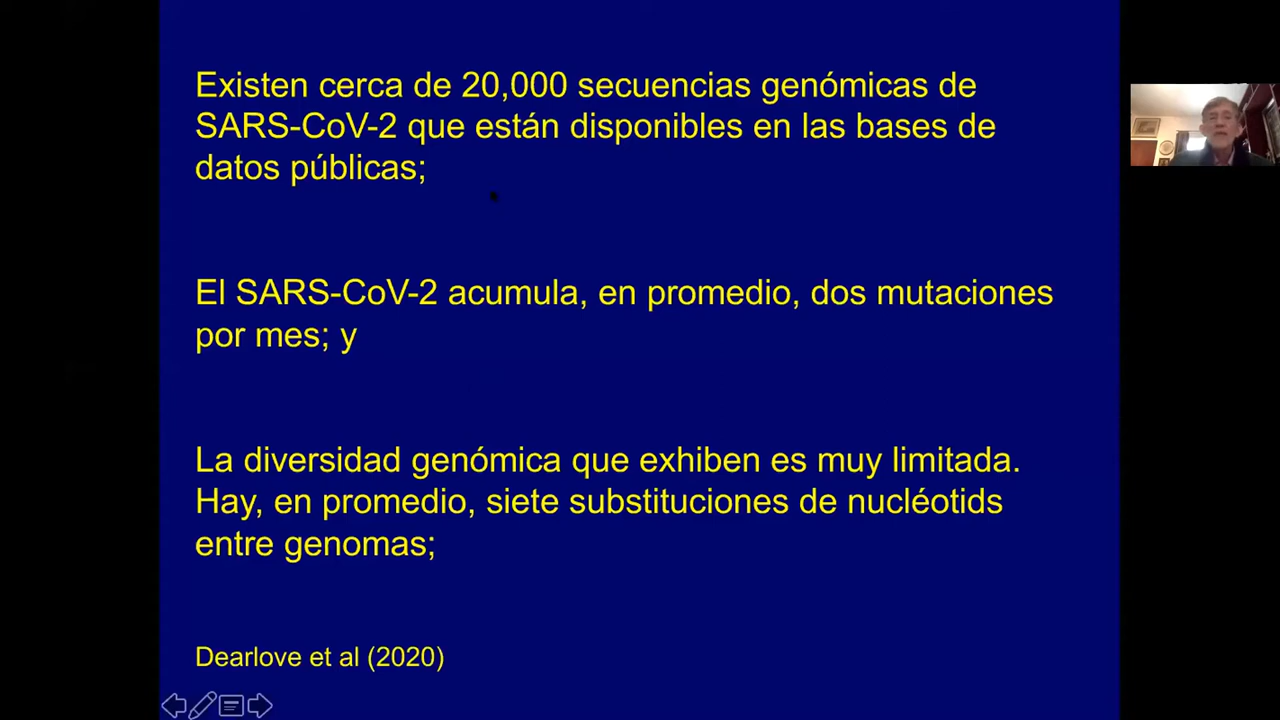 Existen cerca de 20,000 secuencias genómicas de
SARS-CoV-2 que están disponibles en las bases de
datos públicas;
El SARS-CoV-2 acumula, en promedio, dos mutaciones
por mes; y
La diversidad genómica que exhiben es muy limitada.
Hay, en promedio, siete substituciones de nucléotids
entre genomas;
Dearlove et al (2020)